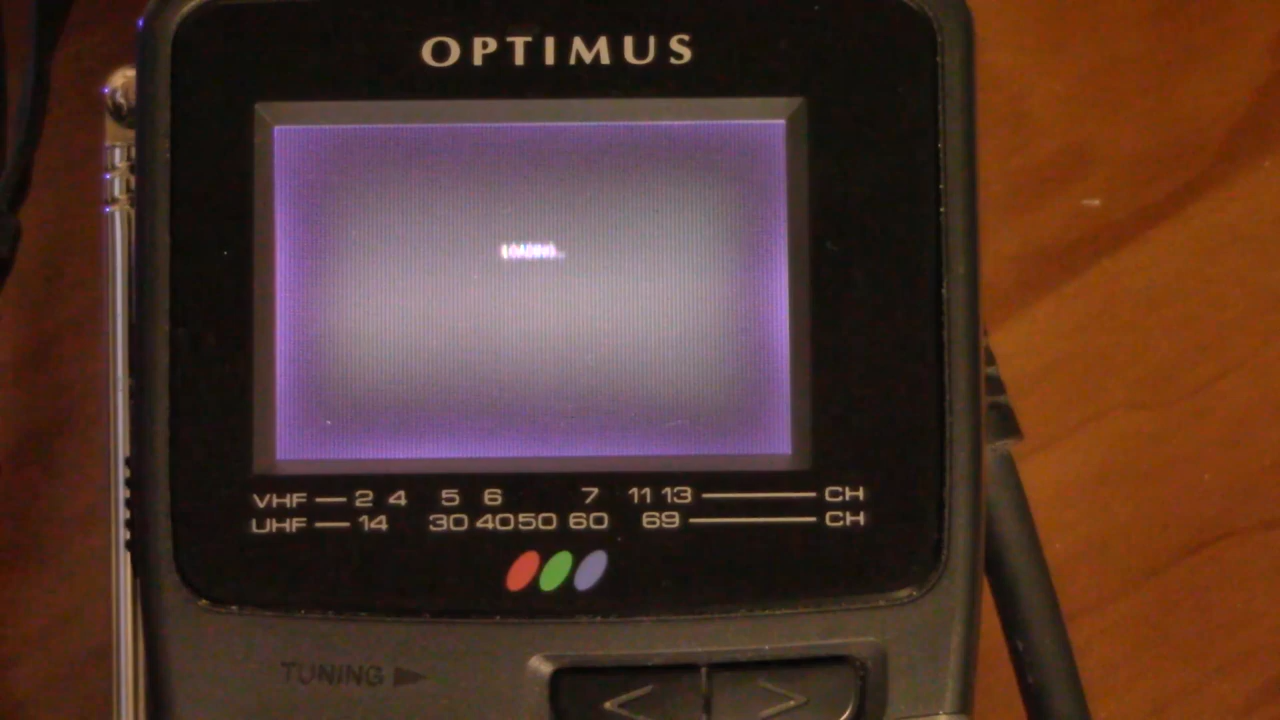 OPTIMUS
LOADING...
VHF — 2 4 5 6 7 11 13 — CH
UHF — 14 30 40 50 60 69 — CH
TUNING ►
< >